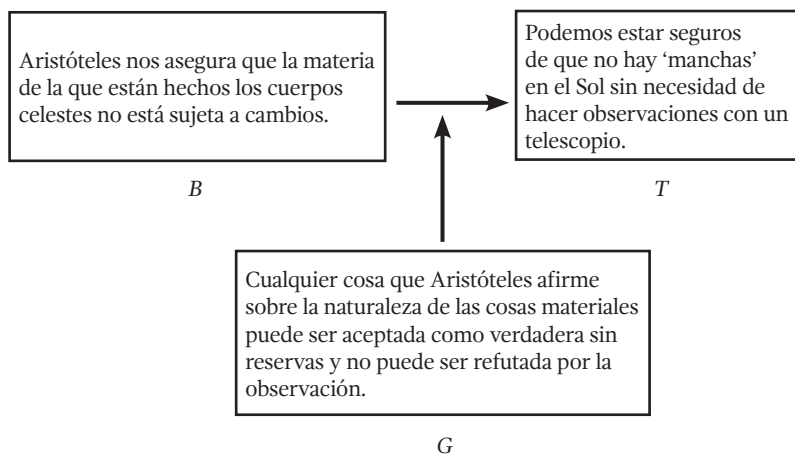 Aristóteles nos asegura que la materia
de la que están hechos los cuerpos
celestes no está sujeta a cambios.
B
Podemos estar seguros
de que no hay ‘manchas’
en el Sol sin necesidad de
hacer observaciones con un
telescopio.
T
Cualquier cosa que Aristóteles afirme
sobre la naturaleza de las cosas materiales
puede ser aceptada como verdadera sin
reservas y no puede ser refutada por la
observación.
G